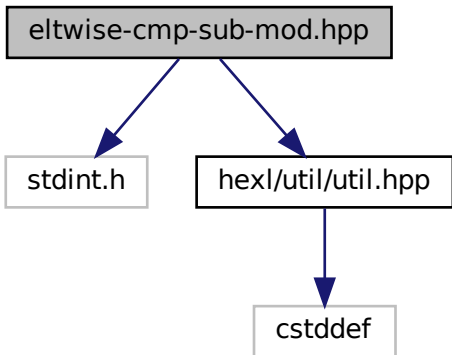 eltwise-cmp-sub-mod.hpp
stdint.h
hexl/util/util.hpp
cstddef